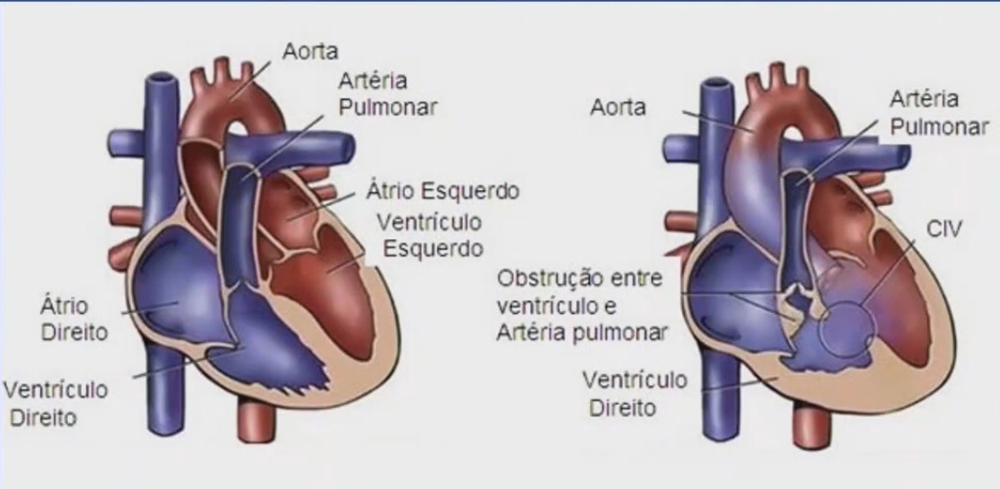 Aorta
Artéria
Pulmonar
Átrio Esquerdo
Ventrículo
Esquerdo
Átrio
Direito
Ventrículo
Direito
Aorta
Artéria
Pulmonar
CIV
Obstrução entre
ventrículo e
Artéria pulmonar
Ventrículo
Direito